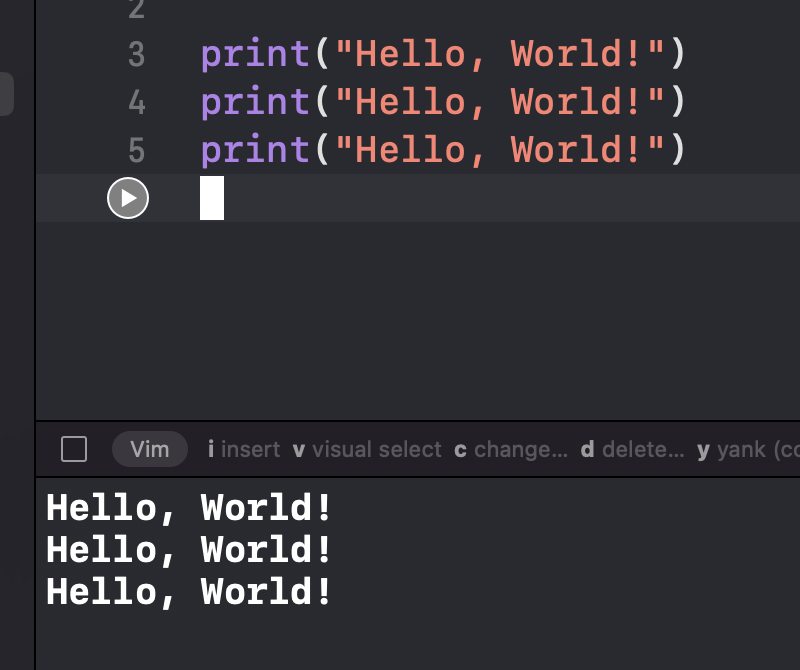 2
3 print("Hello, World!")
4 print("Hello, World!")
5 print("Hello, World!")
Vim i insert v visual select c change... d delete... y yank (co
Hello, World!
Hello, World!
Hello, World!